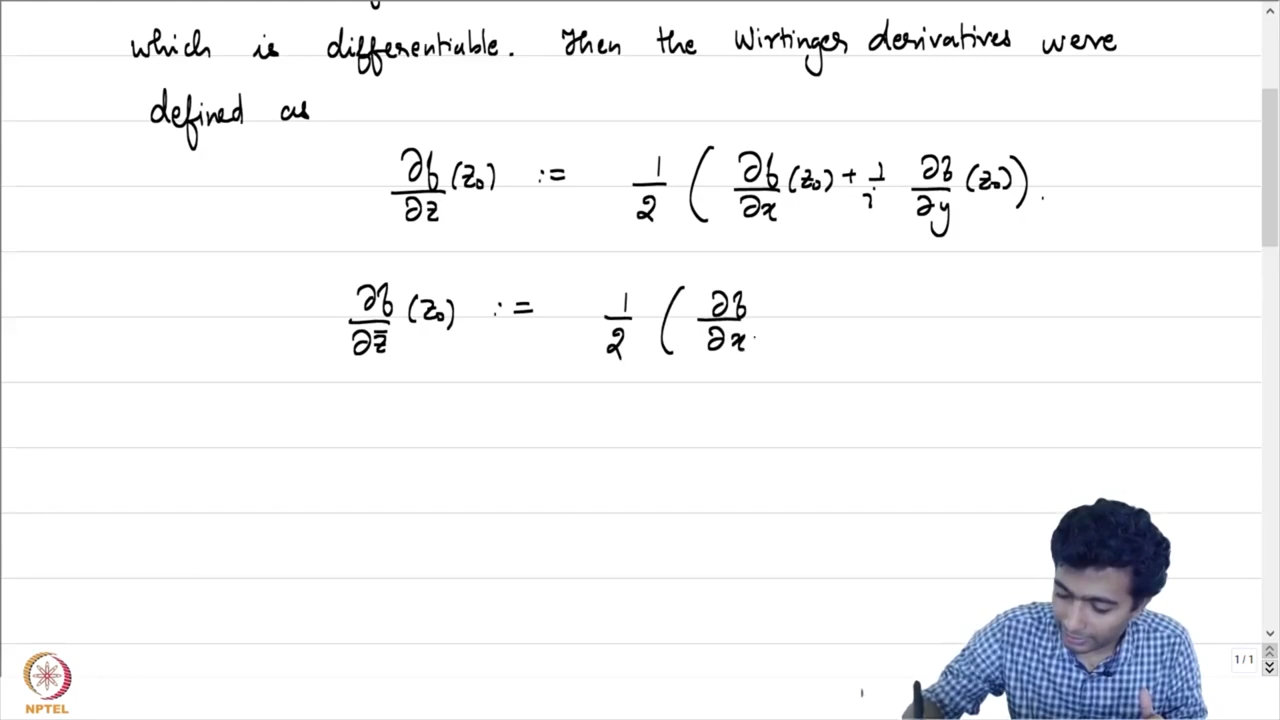 which is differentiable. Then the Wirtinger derivatives were
defined as
∂f/∂z (z₀) := 1/2 ( ∂f/∂x (z₀) + 1/i ∂f/∂y (z₀) ).
∂f/∂z̄ (z₀) := 1/2 ( ∂f/∂x
1/1
NPTEL